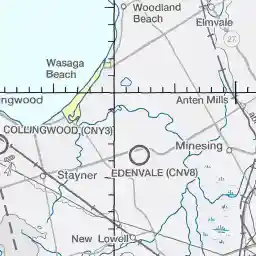 Woodland
Beach
Elmvale
27
Wasaga
Beach
ngwood
Anten Mills
COLLINGWOOD (CNY3)
Minesing
Stayner
EDENVALE (CNV8)
New Lowell